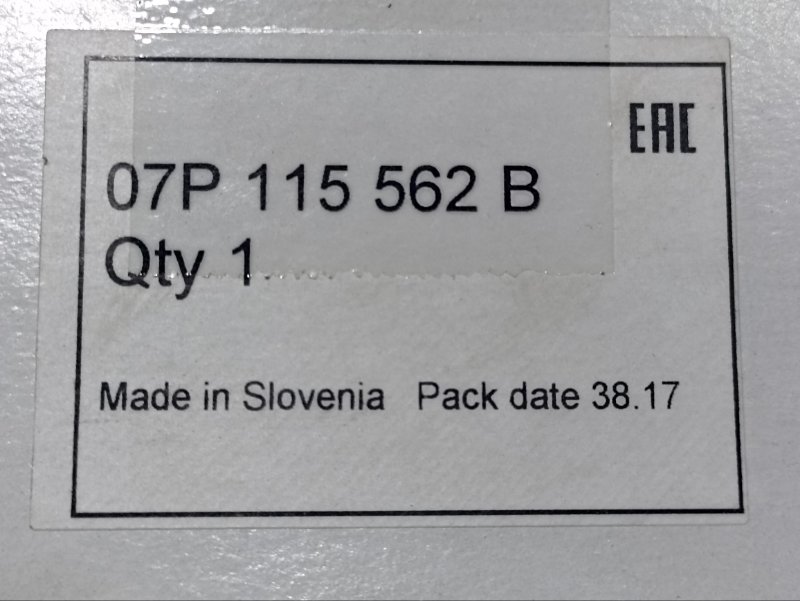 EAC
07P 115 562 B
Qty 1
Made in Slovenia Pack date 38.17